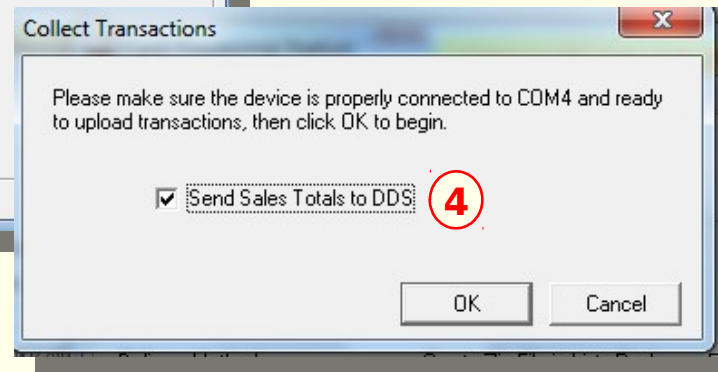 Collect Transactions
Please make sure the device is properly connected to COM4 and ready
to upload transactions, then click OK to begin.
Send Sales Totals to DDS
4
OK
Cancel